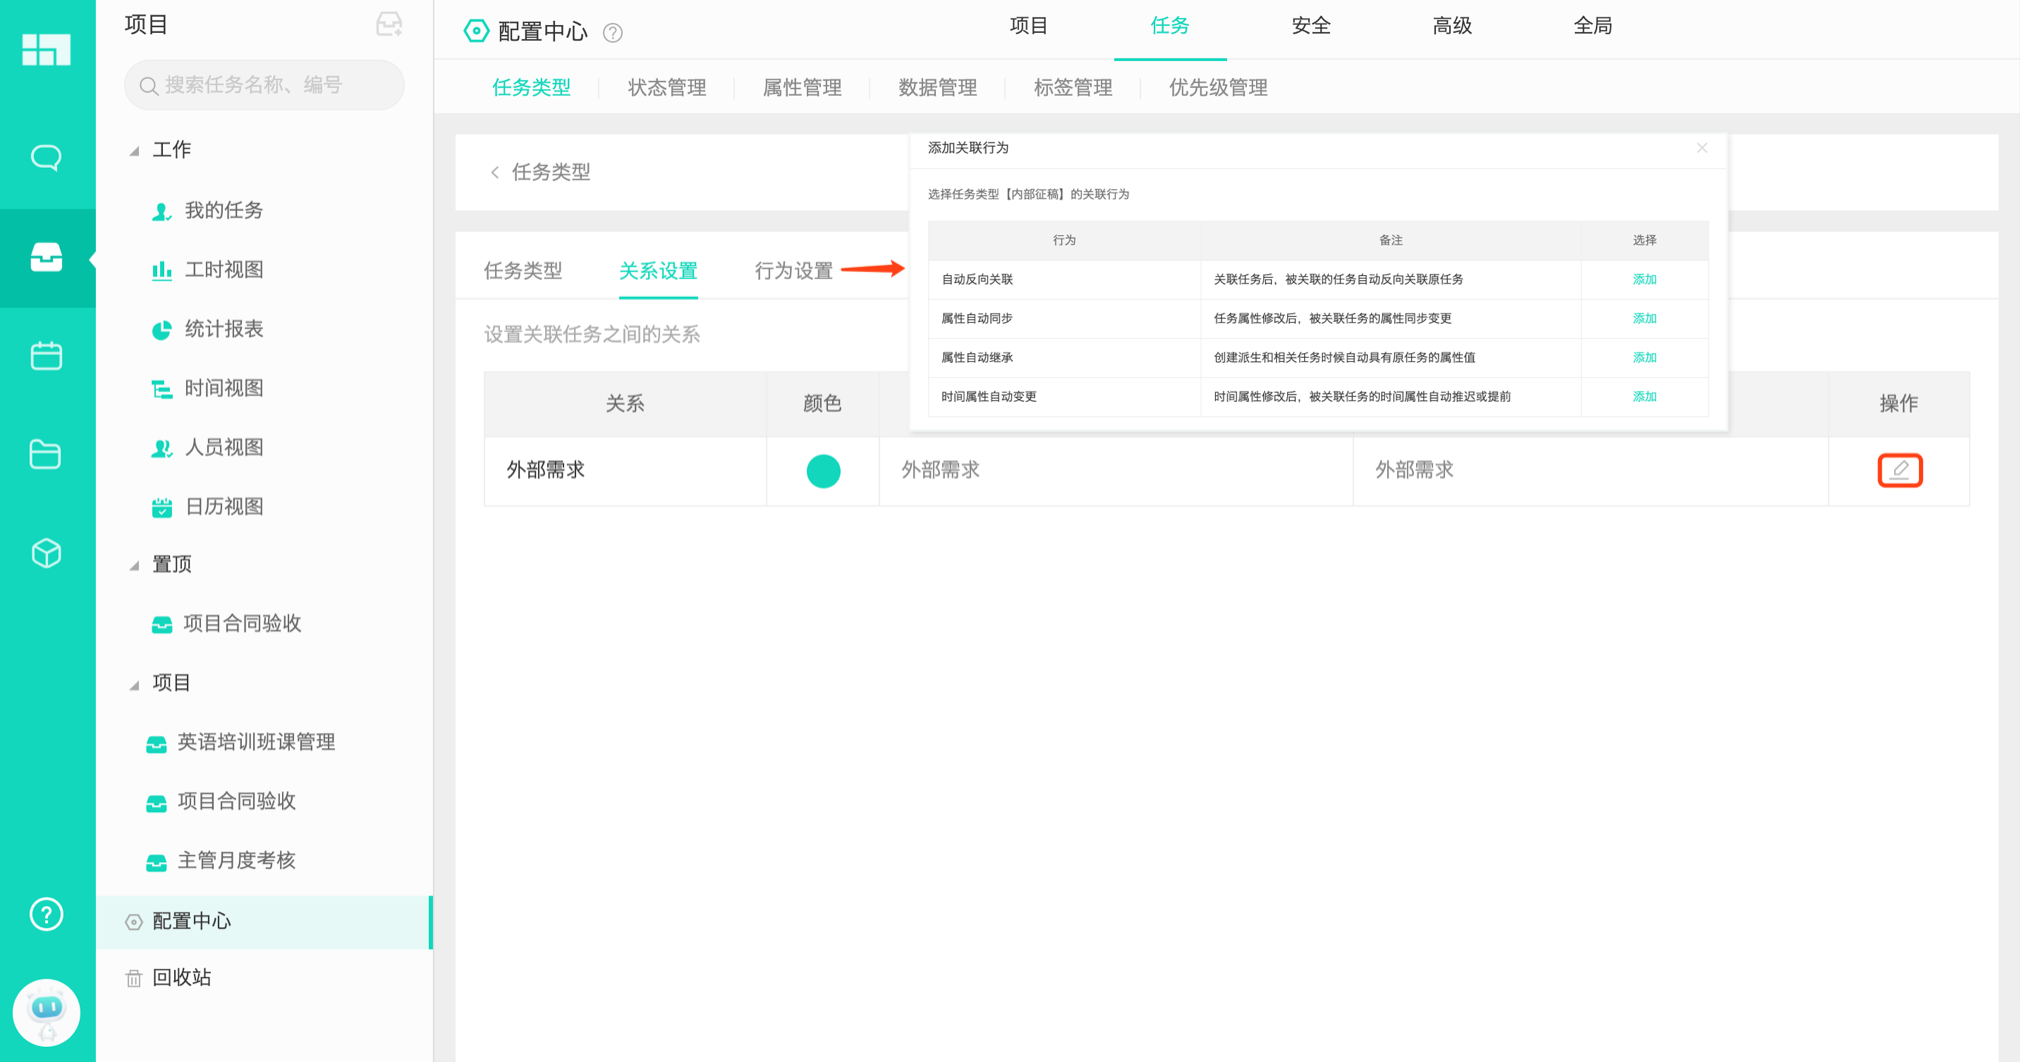 项目
搜索任务名称、编号
工作
我的任务
工时视图
统计报表
时间视图
人员视图
日历视图
置顶
项目合同验收
项目
英语培训班课管理
项目合同验收
主管月度考核
配置中心
回收站
配置中心
项目 任务 安全 高级 全局
任务类型 状态管理 属性管理 数据管理 标签管理 优先级管理
< 任务类型
任务类型 关系设置 行为设置
设置关联任务之间的关系
关系 颜色 操作
外部需求 外部需求 外部需求
添加关联行为
选择任务类型【内部征稿】的关联行为
行为 备注 选择
自动反向关联 关联任务后，被关联的任务自动反向关联原任务 添加
属性自动同步 任务属性修改后，被关联任务的属性同步变更 添加
属性自动继承 创建派生和相关任务时候自动具有原任务的属性值 添加
时间属性自动变更 时间属性修改后，被关联任务的时间属性自动推迟或提前 添加